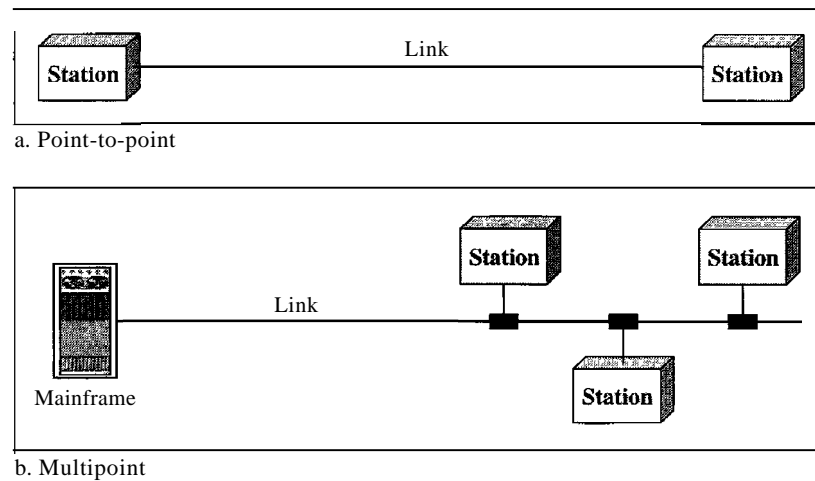 Link
Station
Station
a. Point-to-point
Station
Station
Link
Mainframe
Station
b. Multipoint